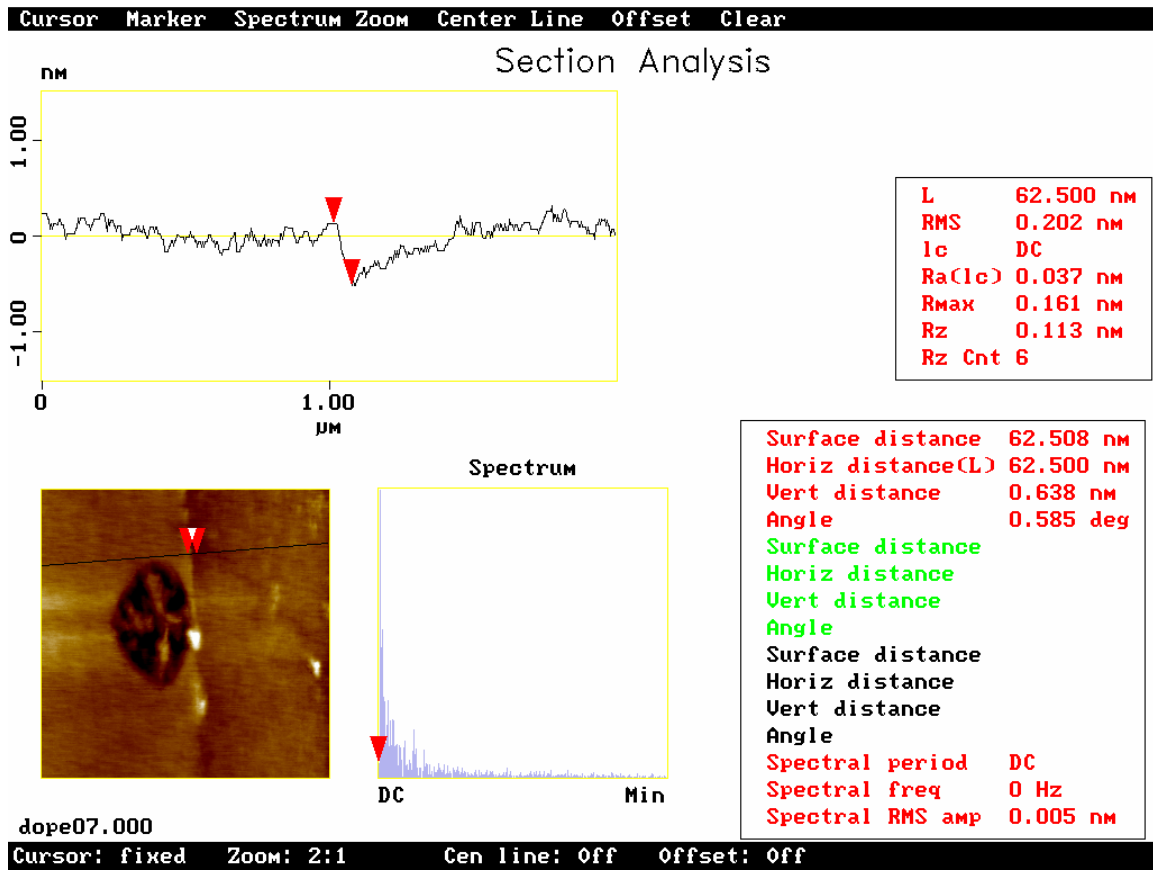 Cursor Marker Spectrum Zoom Center Line Offset Clear
Section Analysis
nm
1.00
0
-1.00
0 1.00
µm
L 62.500 nm
RMS 0.202 nm
lc DC
Ra(lc) 0.037 nm
Rmax 0.161 nm
Rz 0.113 nm
Rz Cnt 6
Spectrum
DC Min
Surface distance 62.508 nm
Horiz distance(L) 62.500 nm
Vert distance 0.638 nm
Angle 0.585 deg
Surface distance
Horiz distance
Vert distance
Angle
Surface distance
Horiz distance
Vert distance
Angle
Spectral period DC
Spectral freq 0 Hz
Spectral RMS amp 0.005 nm
dope07.000
Cursor: fixed Zoom: 2:1 Cen line: Off Offset: Off